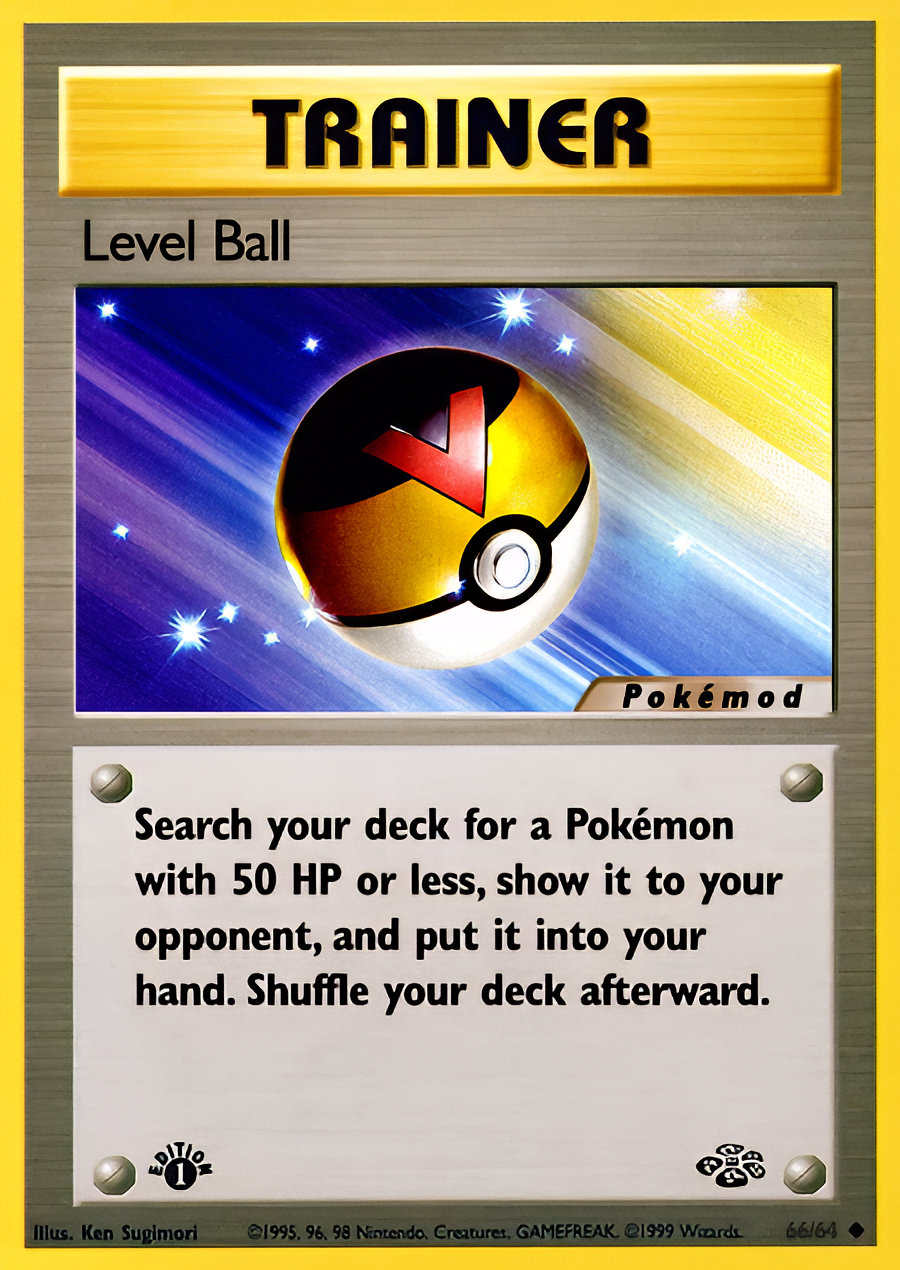 TRAINER
Level Ball
Pokémod
Search your deck for a Pokémon
with 50 HP or less, show it to your
opponent, and put it into your
hand. Shuffle your deck afterward.
EDITION
1
Illus. Ken Sugimori ©1995, 96, 98 Nintendo, Creatures, GAMEFREAK. ©1999 Wizards. 66/64